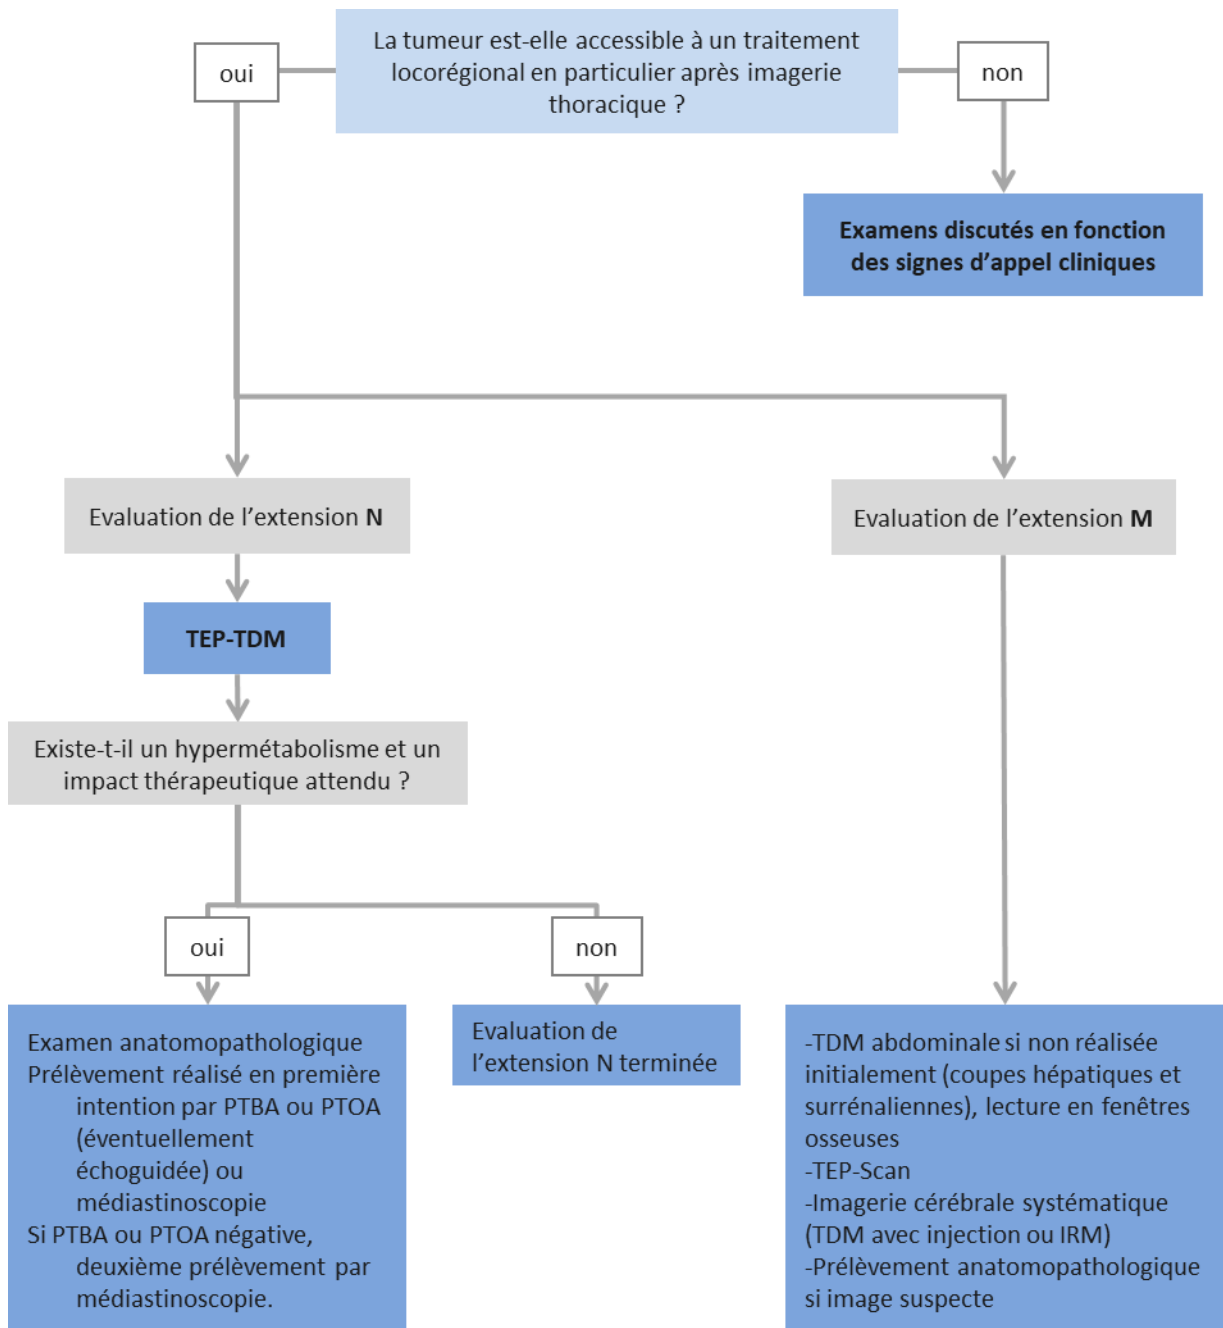 La tumeur est-elle accessible à un traitement
locorégional en particulier après imagerie
thoracique ?
oui
non
Examens discutés en fonction
des signes d'appel cliniques
Evaluation de l'extension N
Evaluation de l'extension M
TEP-TDM
Existe-t-il un hypermétabolisme et un
impact thérapeutique attendu ?
oui
non
Examen anatomopathologique
Prélèvement réalisé en première
intention par PTBA ou PTOA
(éventuellement
échoguidée) ou
médiastinoscopie
Si PTBA ou PTOA négative,
deuxième prélèvement par
médiastinoscopie.
Evaluation de
l'extension N terminée
-TDM abdominale si non réalisée
initialement (coupes hépatiques et
surrénaliennes), lecture en fenêtres
osseuses
-TEP-Scan
-Imagerie cérébrale systématique
(TDM avec injection ou IRM)
-Prélèvement anatomopathologique
si image suspecte